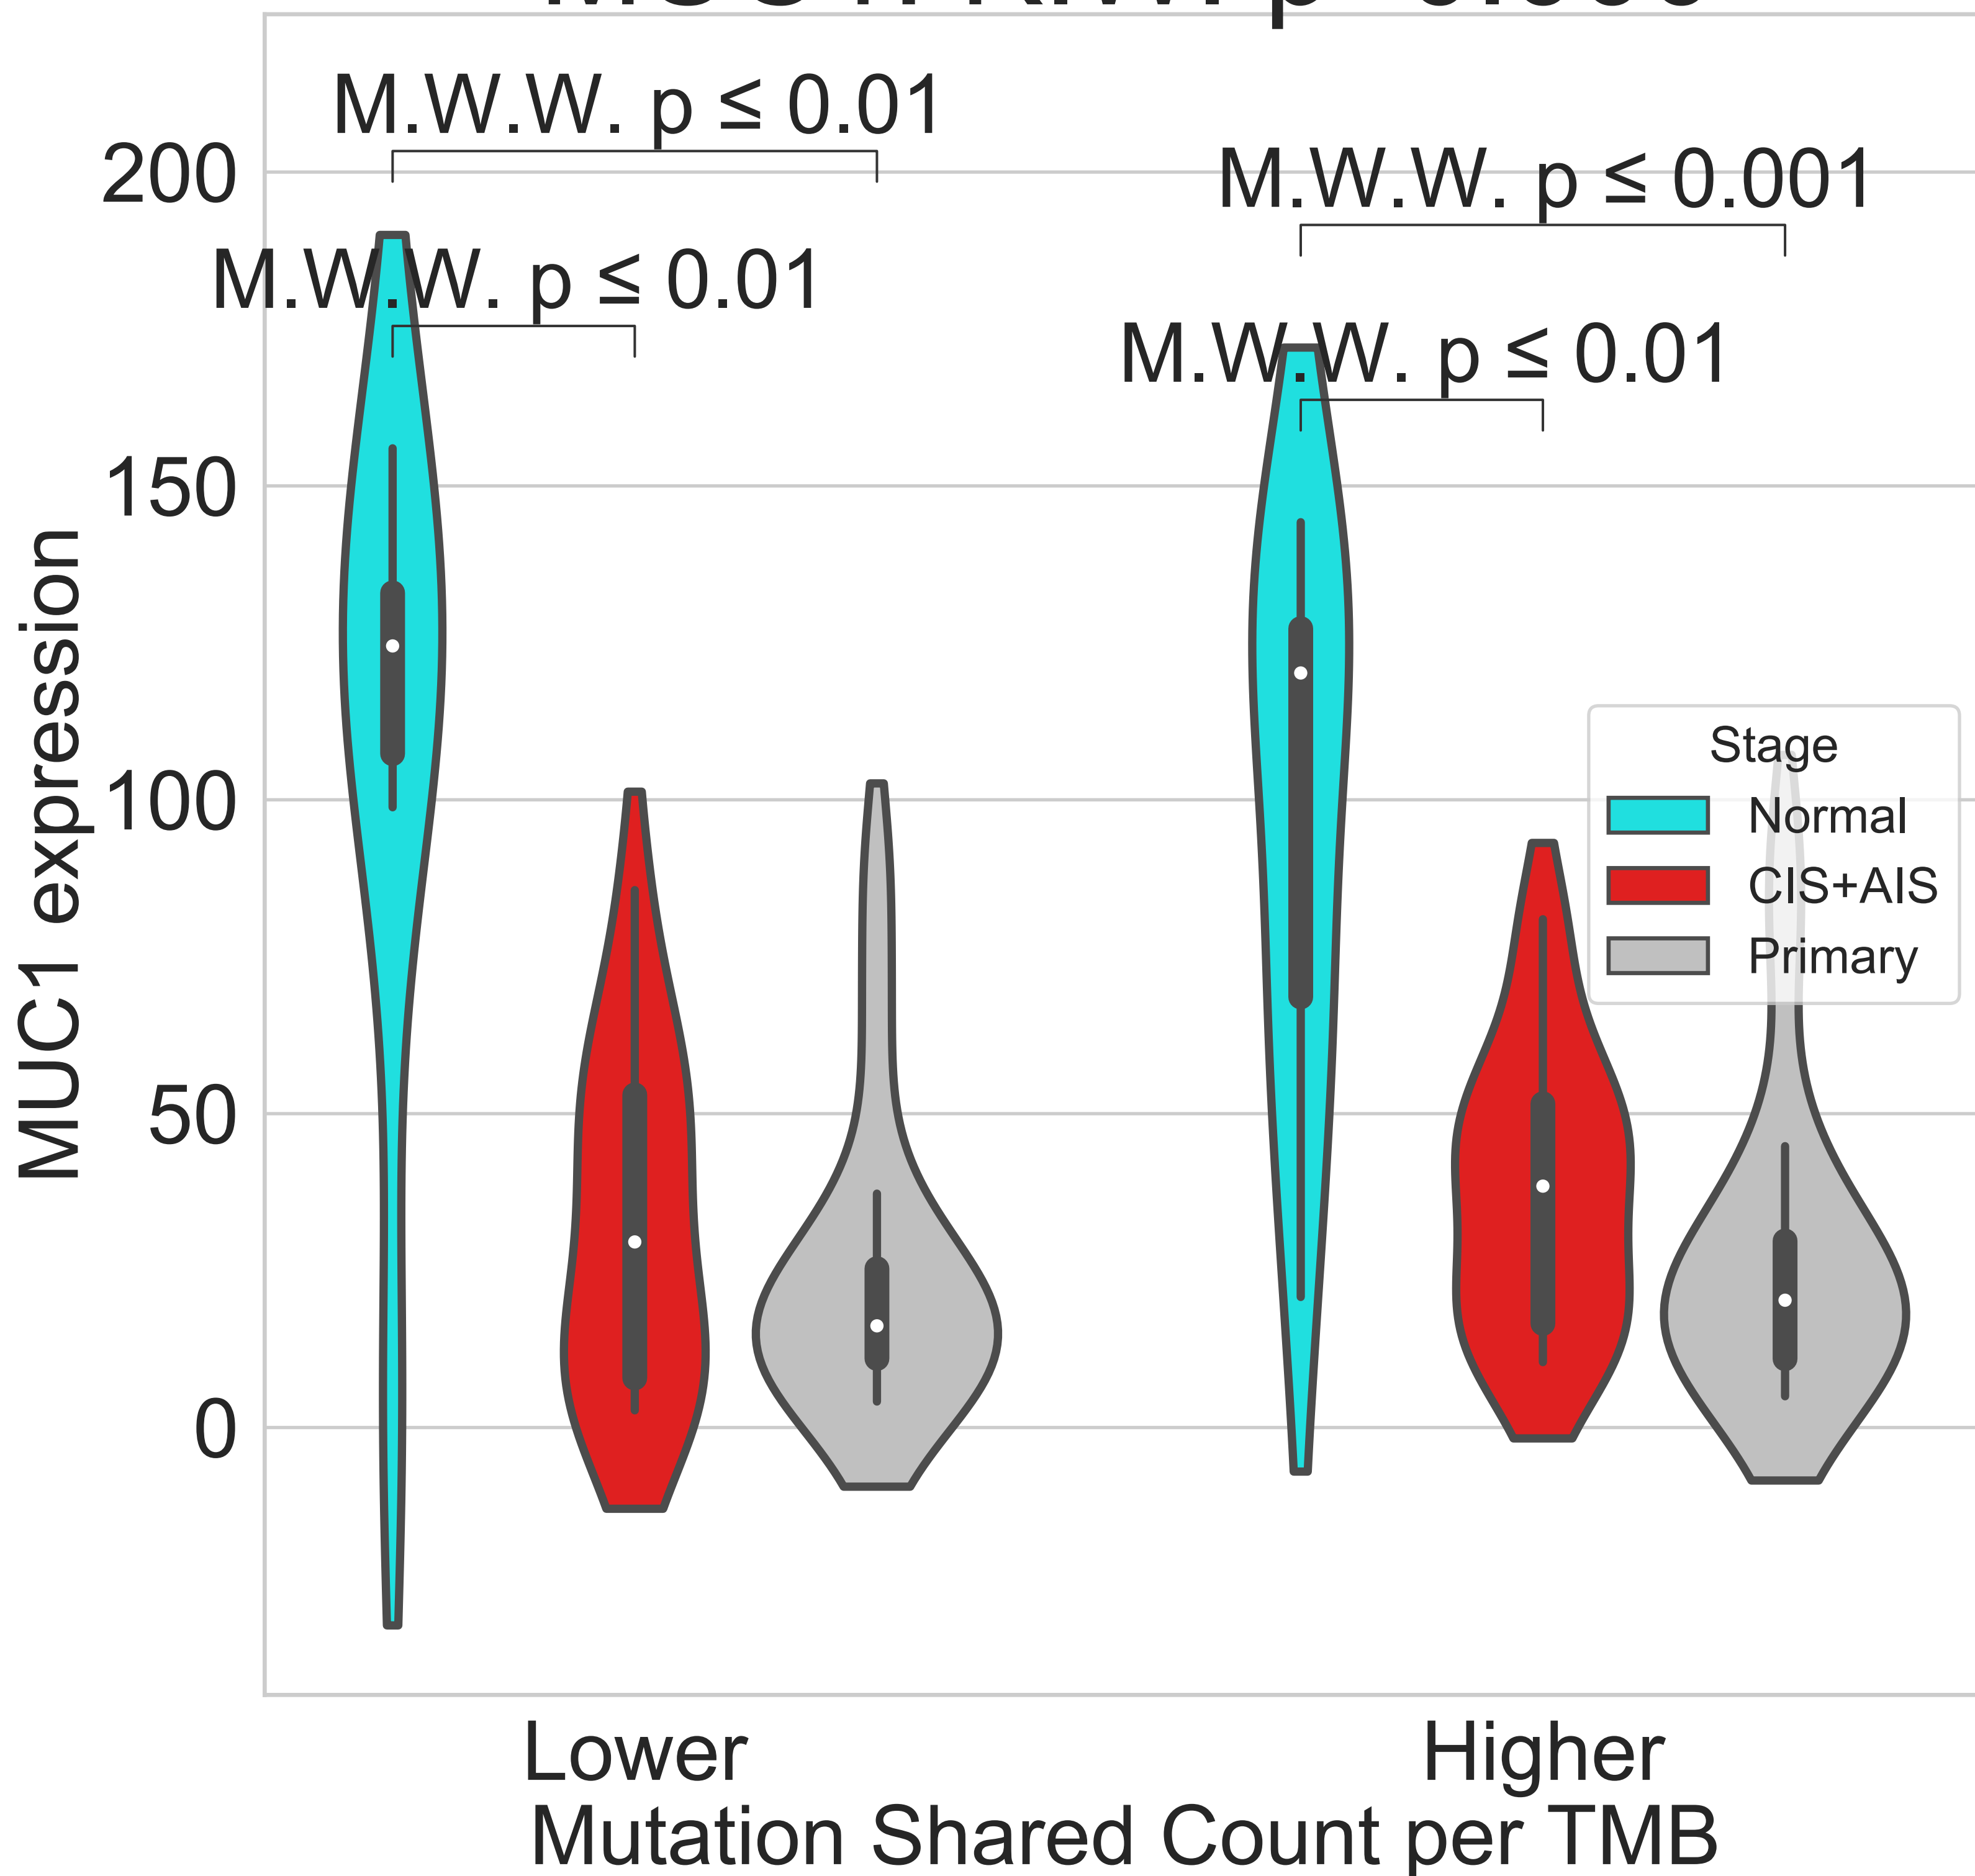 M.W.W. p ≤ 0.01
M.W.W. p ≤ 0.001
M.W.W. p ≤ 0.01
M.W.W. p ≤ 0.01
200
150
100
50
0
MUC1 expression
Stage
Normal
CIS+AIS
Primary
Lower
Higher
Mutation Shared Count per TMB